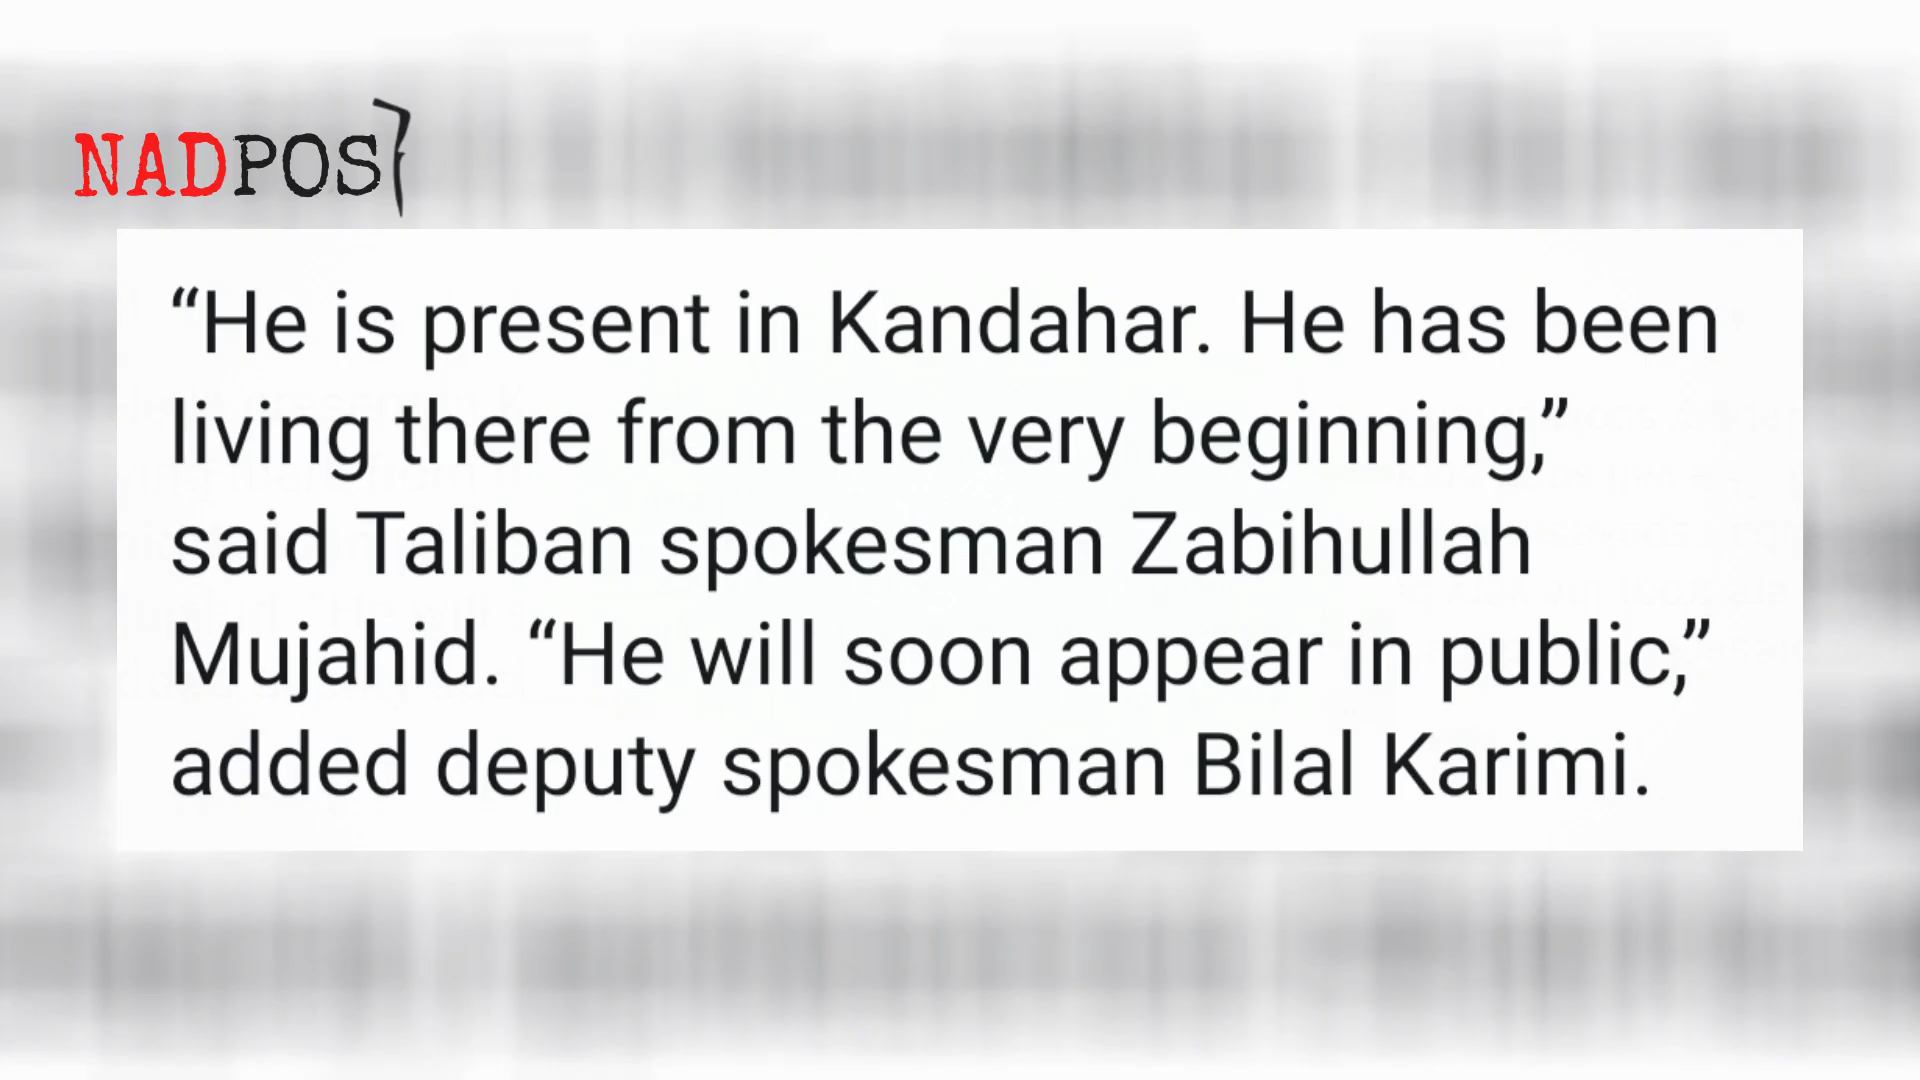 NADPOST
“He is present in Kandahar. He has been
living there from the very beginning,”
said Taliban spokesman Zabihullah
Mujahid. “He will soon appear in public,”
added deputy spokesman Bilal Karimi.